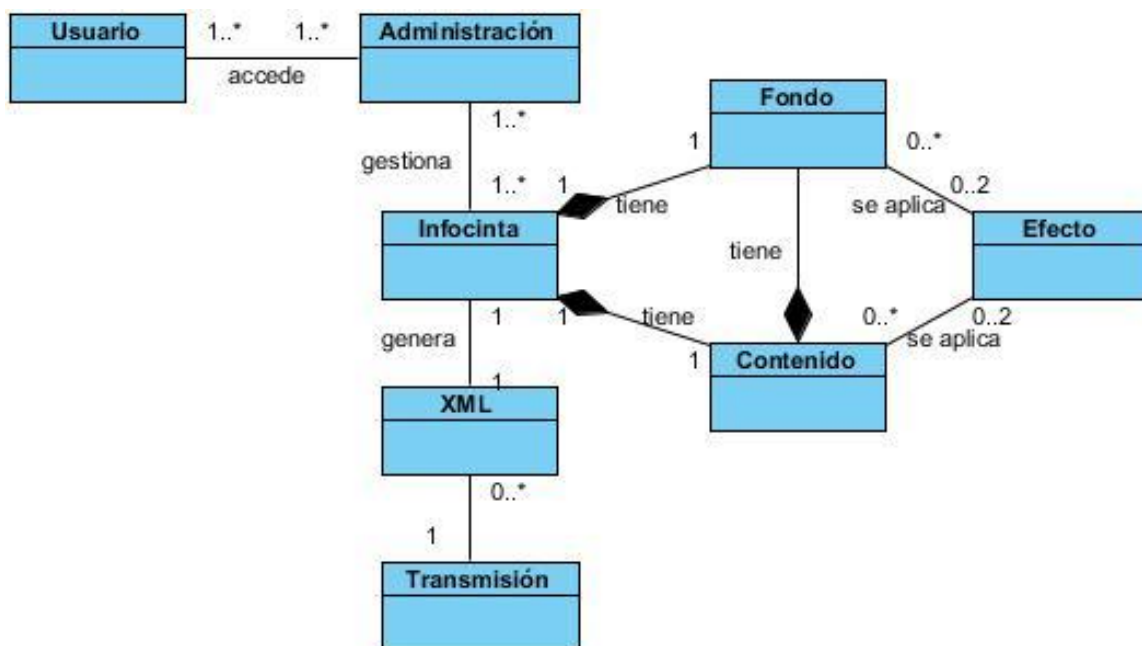 Usuario
1..*
1..*
Administración
accede
1..*
gestiona
1..*
1
tiene
1
Fondo
0..*
0..2
se aplica
Infocinta
Efecto
tiene
1
1
tiene
0..*
0..2
se aplica
genera
1
Contenido
1
XML
0..*
1
Transmisión